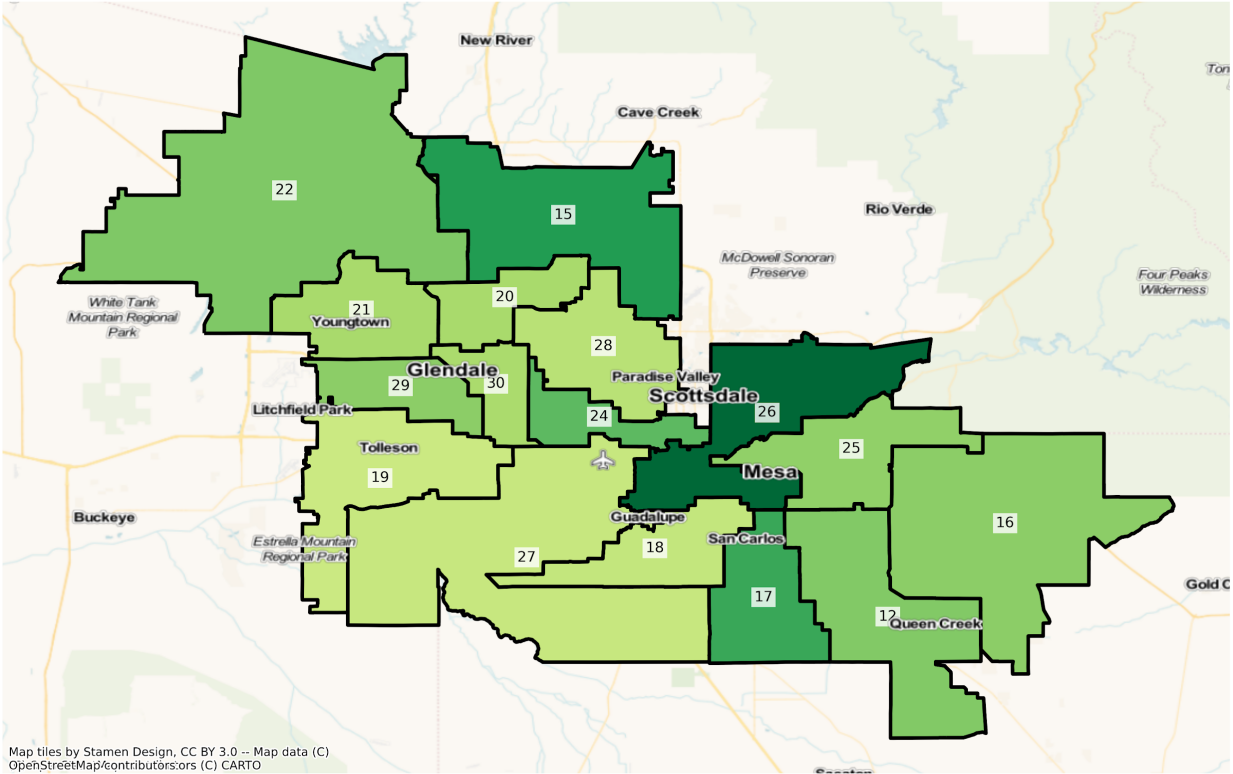 New River
Ton
Cave Creek
22
15
Rio Verde
McDowell Sonoran
Preserve
Four Peaks
Wilderness
White Tank
Mountain Regional
Park
20
21
Youngtown
28
Glendale
Paradise Valley
29
30
Scottsdale
Litchfield Park
24
26
Tolleson
25
19
Mesa
Buckeye
Guadalupe
16
San Carlos
Estrella Mountain
Regional Park
18
27
Gold C
17
12
Queen Creek
Map tiles by Stamen Design, CC BY 3.0 -- Map data (C)
OpenStreetMap contributors.ors (C) CARTO